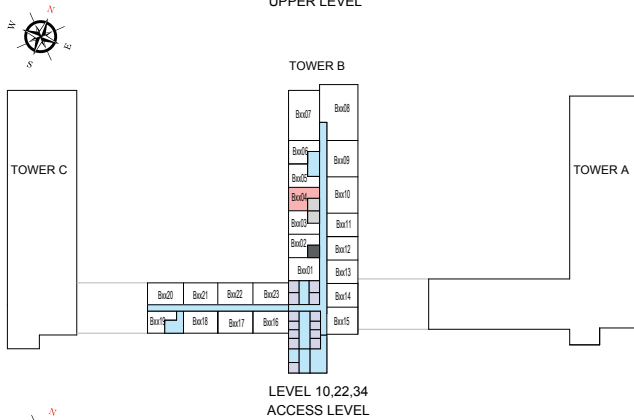 UPPER LEVEL
N
W
E
S
TOWER B
TOWER C
TOWER A
Bxx07
Bxx08
Bxx06
Bxx09
Bxx05
Bxx04
Bxx10
Bxx03
Bxx11
Bxx02
Bxx12
Bxx01
Bxx13
Bxx20
Bxx21
Bxx22
Bxx23
Bxx14
Bxx19
Bxx18
Bxx17
Bxx16
Bxx15
LEVEL 10,22,34
ACCESS LEVEL
N